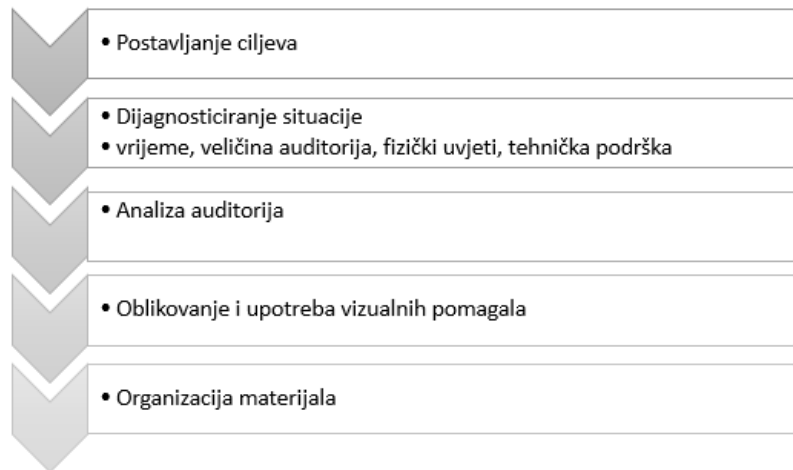 • Postavljanje ciljeva
• Dijagnosticiranje situacije
• vrijeme, veličina auditorija, fizički uvjeti, tehnička podrška
• Analiza auditorija
• Oblikovanje i upotreba vizualnih pomagala
• Organizacija materijala